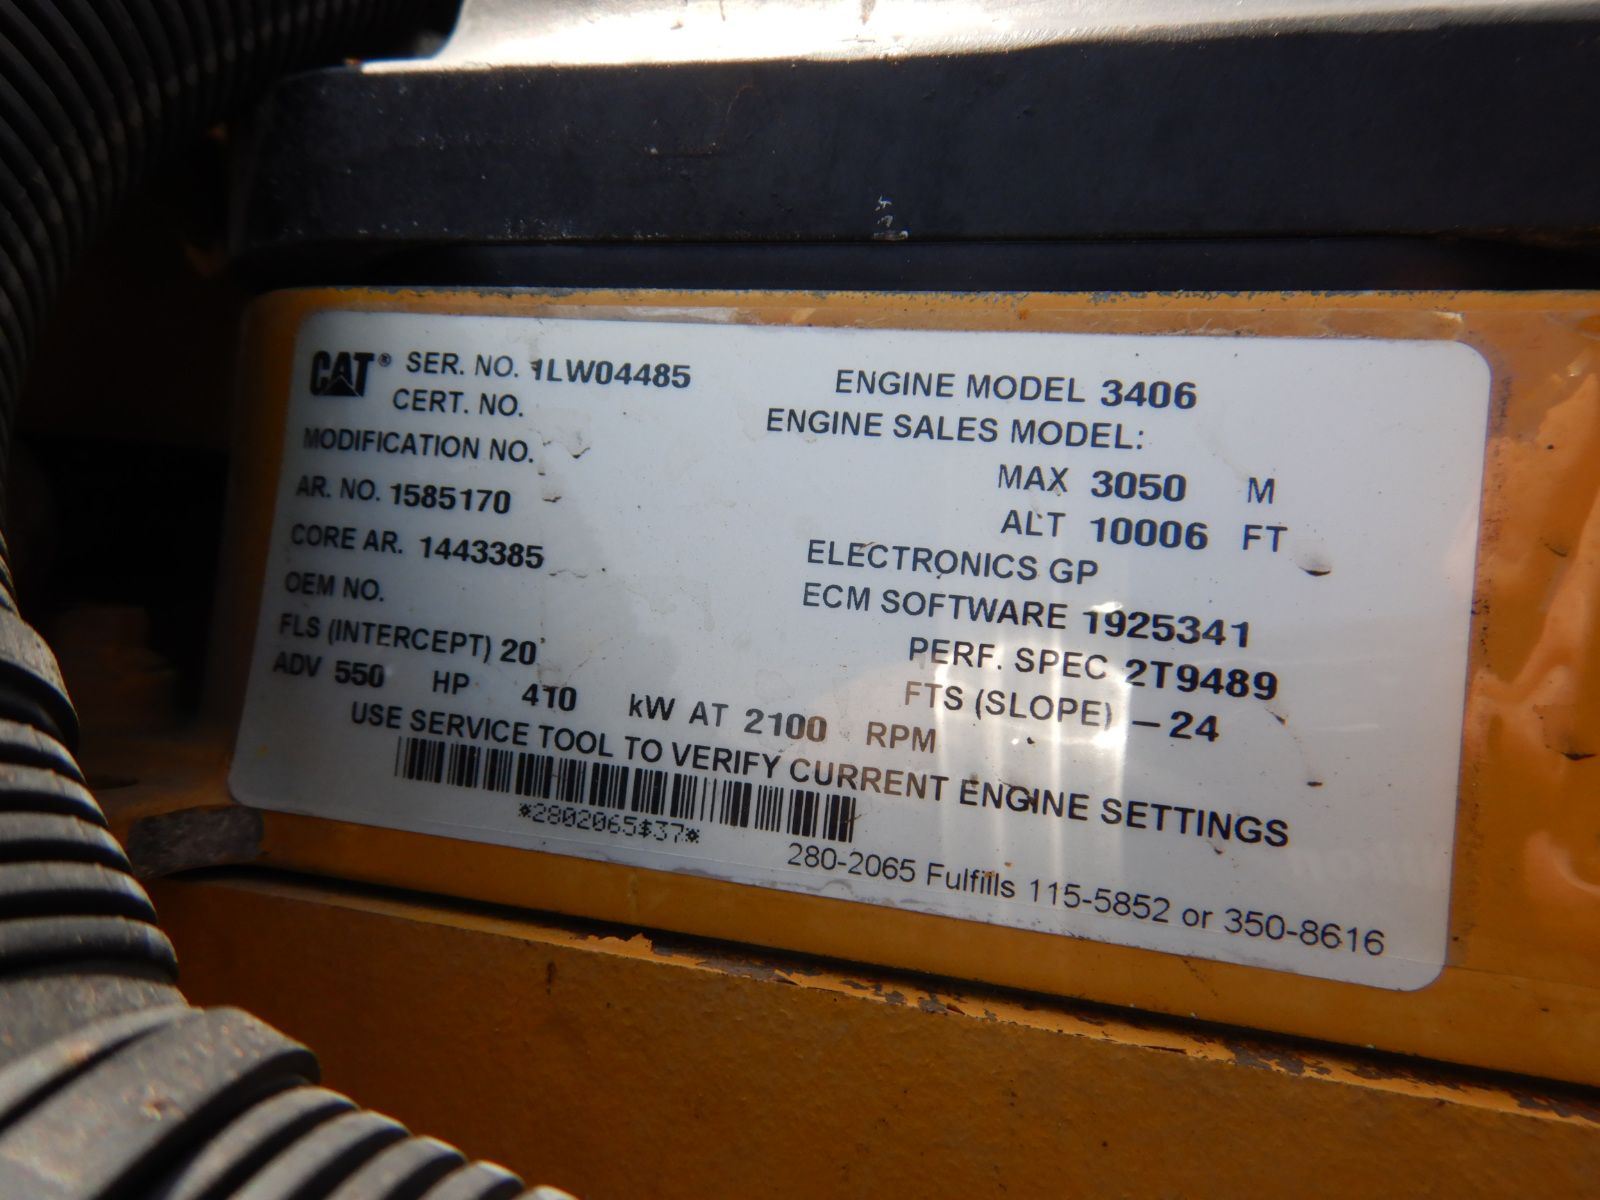 CAT® SER. NO. 1LW04485 ENGINE MODEL 3406
CERT. NO. ENGINE SALES MODEL:
MODIFICATION NO. MAX 3050 M
AR. NO. 1585170 ALT 10006 FT
CORE AR. 1443385 ELECTRONICS GP
OEM NO. ECM SOFTWARE 1925341
FLS (INTERCEPT) 20 PERF. SPEC 2T9489
ADV 550 HP 410 kW AT 2100 RPM FTS (SLOPE) -24
USE SERVICE TOOL TO VERIFY CURRENT ENGINE SETTINGS
*2802065$37*
280-2065 Fulfills 115-5852 or 350-8616